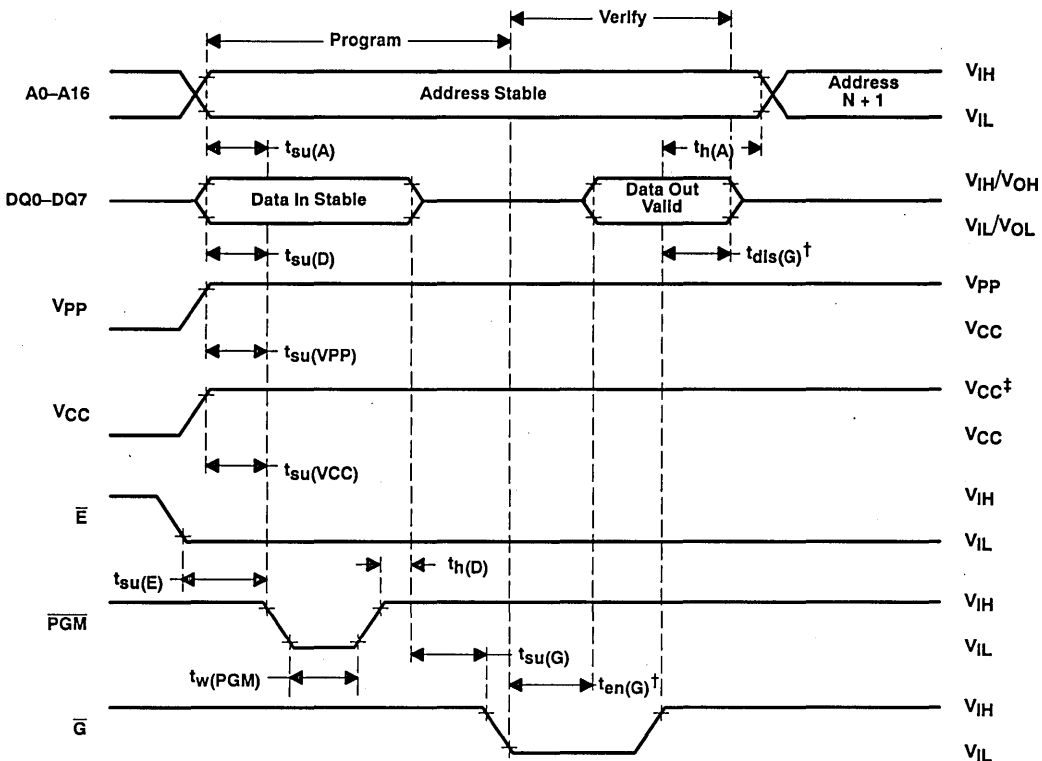 Verify
Program
A0–A16
Address Stable
Address
N + 1
VIH
VIL
tsu(A)
th(A)
DQ0–DQ7
Data In Stable
Data Out
Valid
VIH/VOH
VIL/VOL
tsu(D)
tdis(G)†
VPP
VPP
VCC
tsu(VPP)
VCC
VCC‡
VCC
tsu(VCC)
E̅
VIH
VIL
tsu(E)
th(D)
P̅G̅M̅
VIH
VIL
tsu(G)
tw(PGM)
ten(G)†
G̅
VIH
VIL